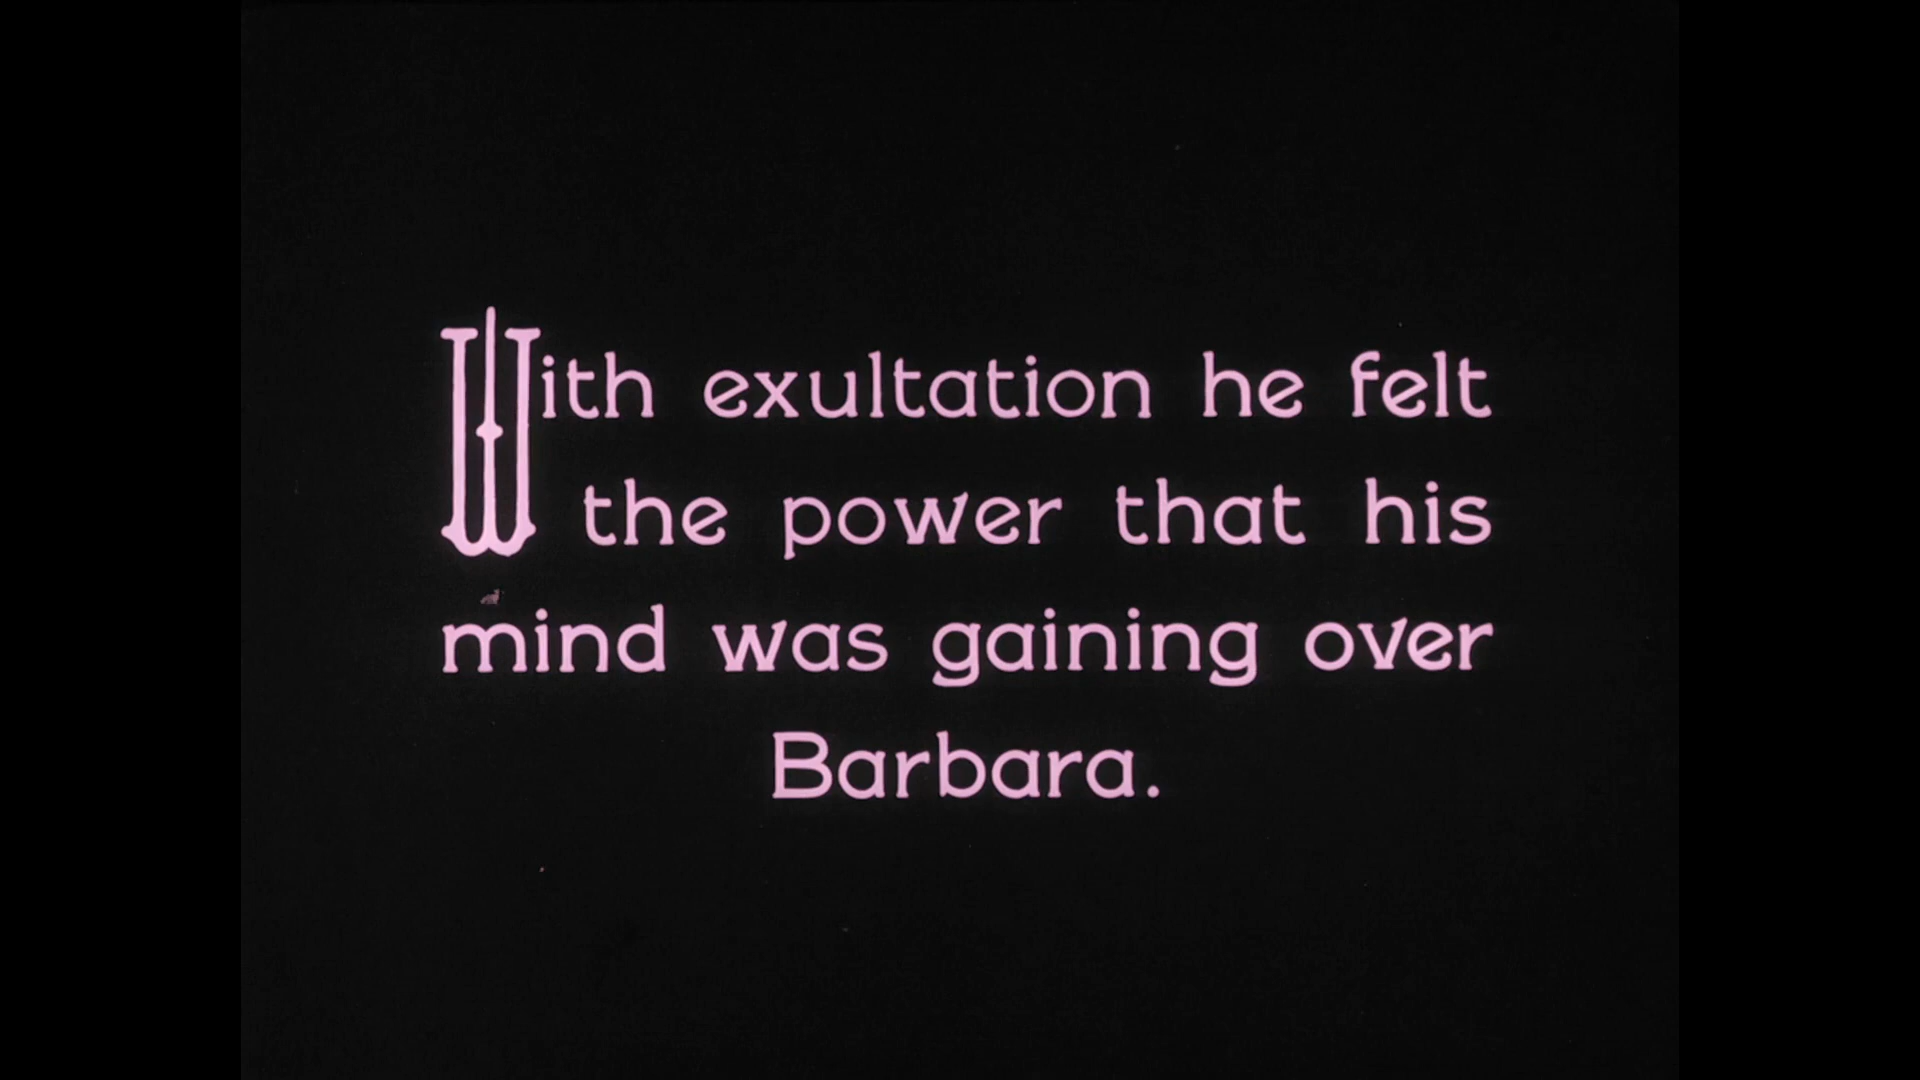 With exultation he felt
the power that his
mind was gaining over
Barbara.